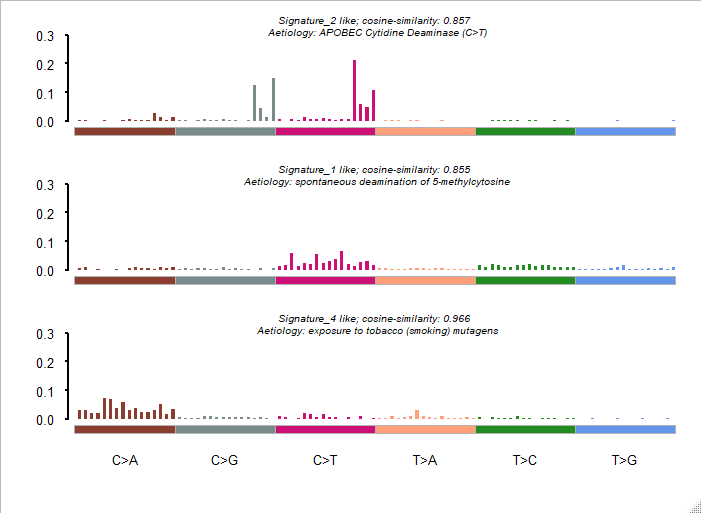 Signature_2 like; cosine-similarity: 0.857
Aetiology: APOBEC Cytidine Deaminase (C>T)
0.3
0.2
0.1
0.0
Signature_1 like; cosine-similarity: 0.855
Aetiology: spontaneous deamination of 5-methylcytosine
0.3
0.2
0.1
0.0
Signature_4 like; cosine-similarity: 0.966
Aetiology: exposure to tobacco (smoking) mutagens
0.3
0.2
0.1
0.0
C>A C>G C>T T>A T>C T>G